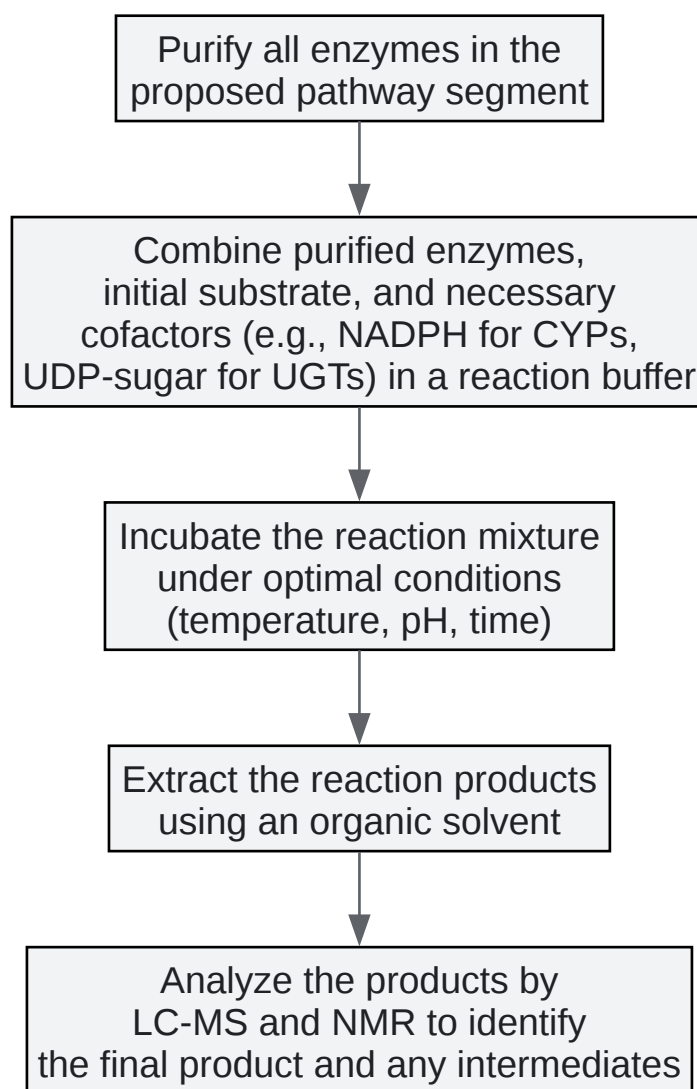 Purify all enzymes in the
proposed pathway segment
Combine purified enzymes,
initial substrate, and necessary
cofactors (e.g., NADPH for CYPs,
UDP-sugar for UGTs) in a reaction buffer
Incubate the reaction mixture
under optimal conditions
(temperature, pH, time)
Extract the reaction products
using an organic solvent
Analyze the products by
LC-MS and NMR to identify
the final product and any intermediates